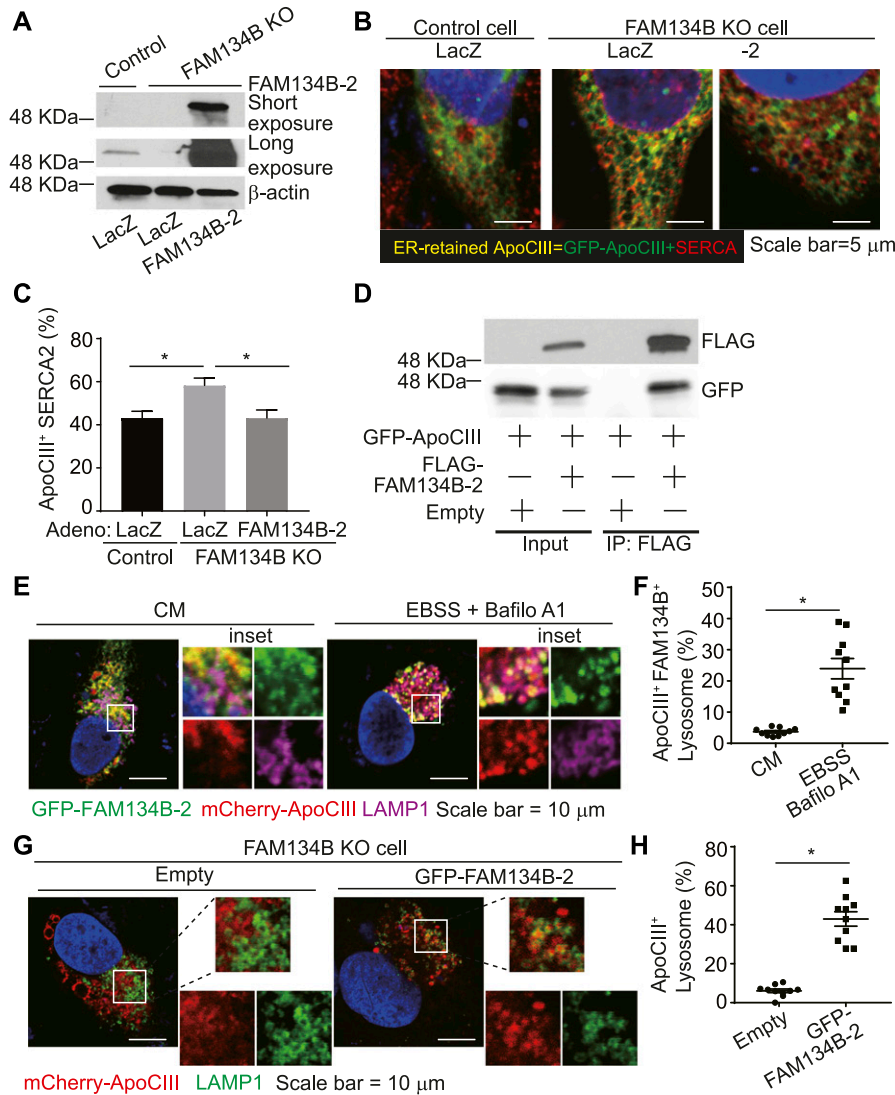 A
Control
FAM134B KO
FAM134B-2
48 KDa
Short
exposure
48 KDa
Long
exposure
48 KDa
β-actin
LacZ
LacZ
FAM134B-2
B
Control cell
FAM134B KO cell
LacZ
LacZ
-2
ER-retained ApoCIII=GFP-ApoCIII+SERCA
Scale bar=5 μm
C
ApoCIII+ SERCA2 (%)
80
60
40
20
0
*
*
Adeno: LacZ LacZ FAM134B-2
Control FAM134B KO
D
48 KDa
FLAG
48 KDa
GFP
GFP-ApoCIII + + + +
FLAG-
FAM134B-2 − + − +
Empty + − + −
Input IP: FLAG
E
CM
EBSS + Bafilo A1
inset
inset
GFP-FAM134B-2 mCherry-ApoCIII LAMP1 Scale bar = 10 μm
F
ApoCIII+ FAM134B+
Lysosome (%)
50
40
30
20
10
0
*
CM
EBSS
Bafilo A1
G
FAM134B KO cell
Empty
GFP-FAM134B-2
mCherry-ApoCIII LAMP1 Scale bar = 10 μm
H
ApoCIII+
Lysosome (%)
80
60
40
20
0
*
Empty
GFP-
FAM134B-2